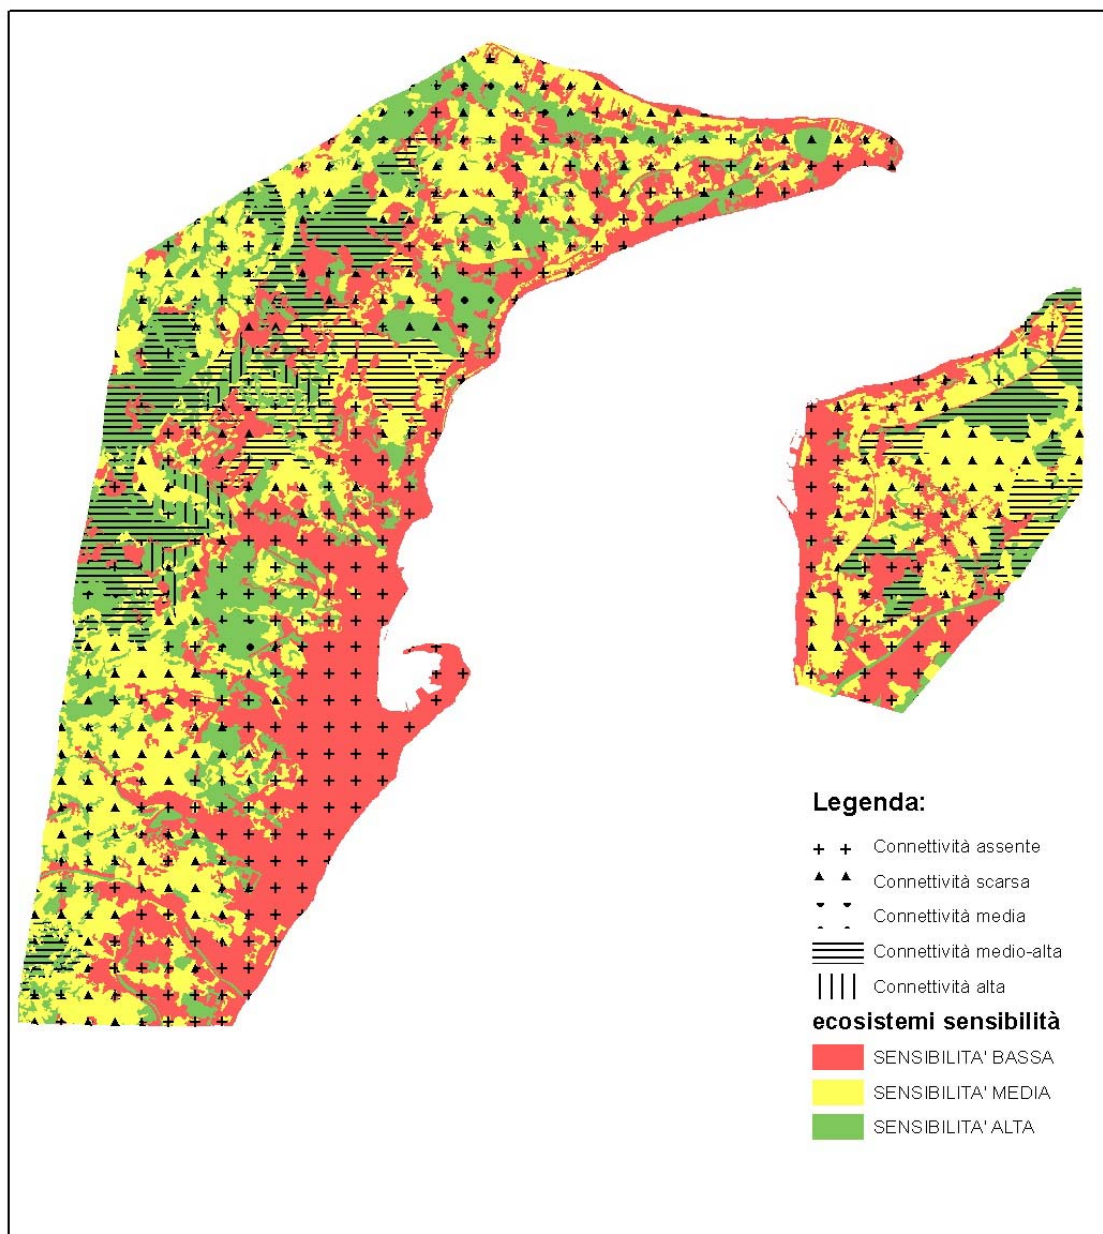 Legenda:
Connettività assente
Connettività scarsa
Connettività media
Connettività medio-alta
Connettività alta
ecosistemi sensibilità
SENSIBILITA' BASSA
SENSIBILITA' MEDIA
SENSIBILITA' ALTA